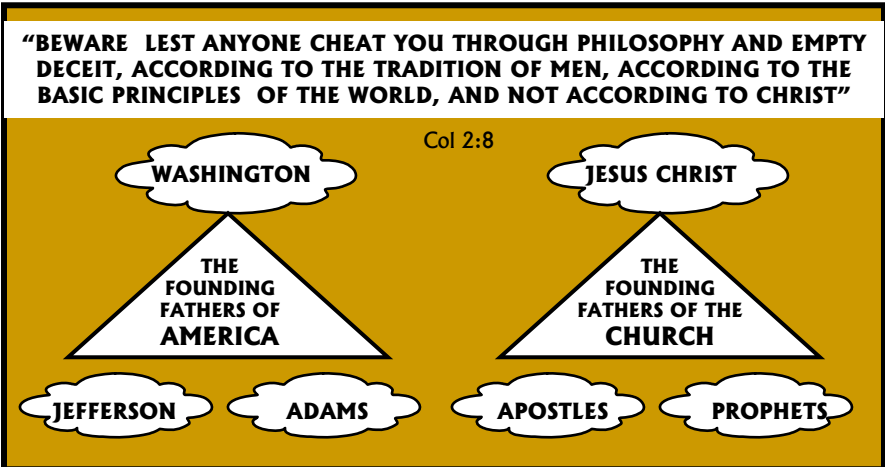 “BEWARE LEST ANYONE CHEAT YOU THROUGH PHILOSOPHY AND EMPTY
DECEIT, ACCORDING TO THE TRADITION OF MEN, ACCORDING TO THE
BASIC PRINCIPLES OF THE WORLD, AND NOT ACCORDING TO CHRIST”
Col 2:8
WASHINGTON
THE
FOUNDING
FATHERS OF
AMERICA
JEFFERSON
ADAMS
JESUS CHRIST
THE
FOUNDING
FATHERS OF THE
CHURCH
APOSTLES
PROPHETS